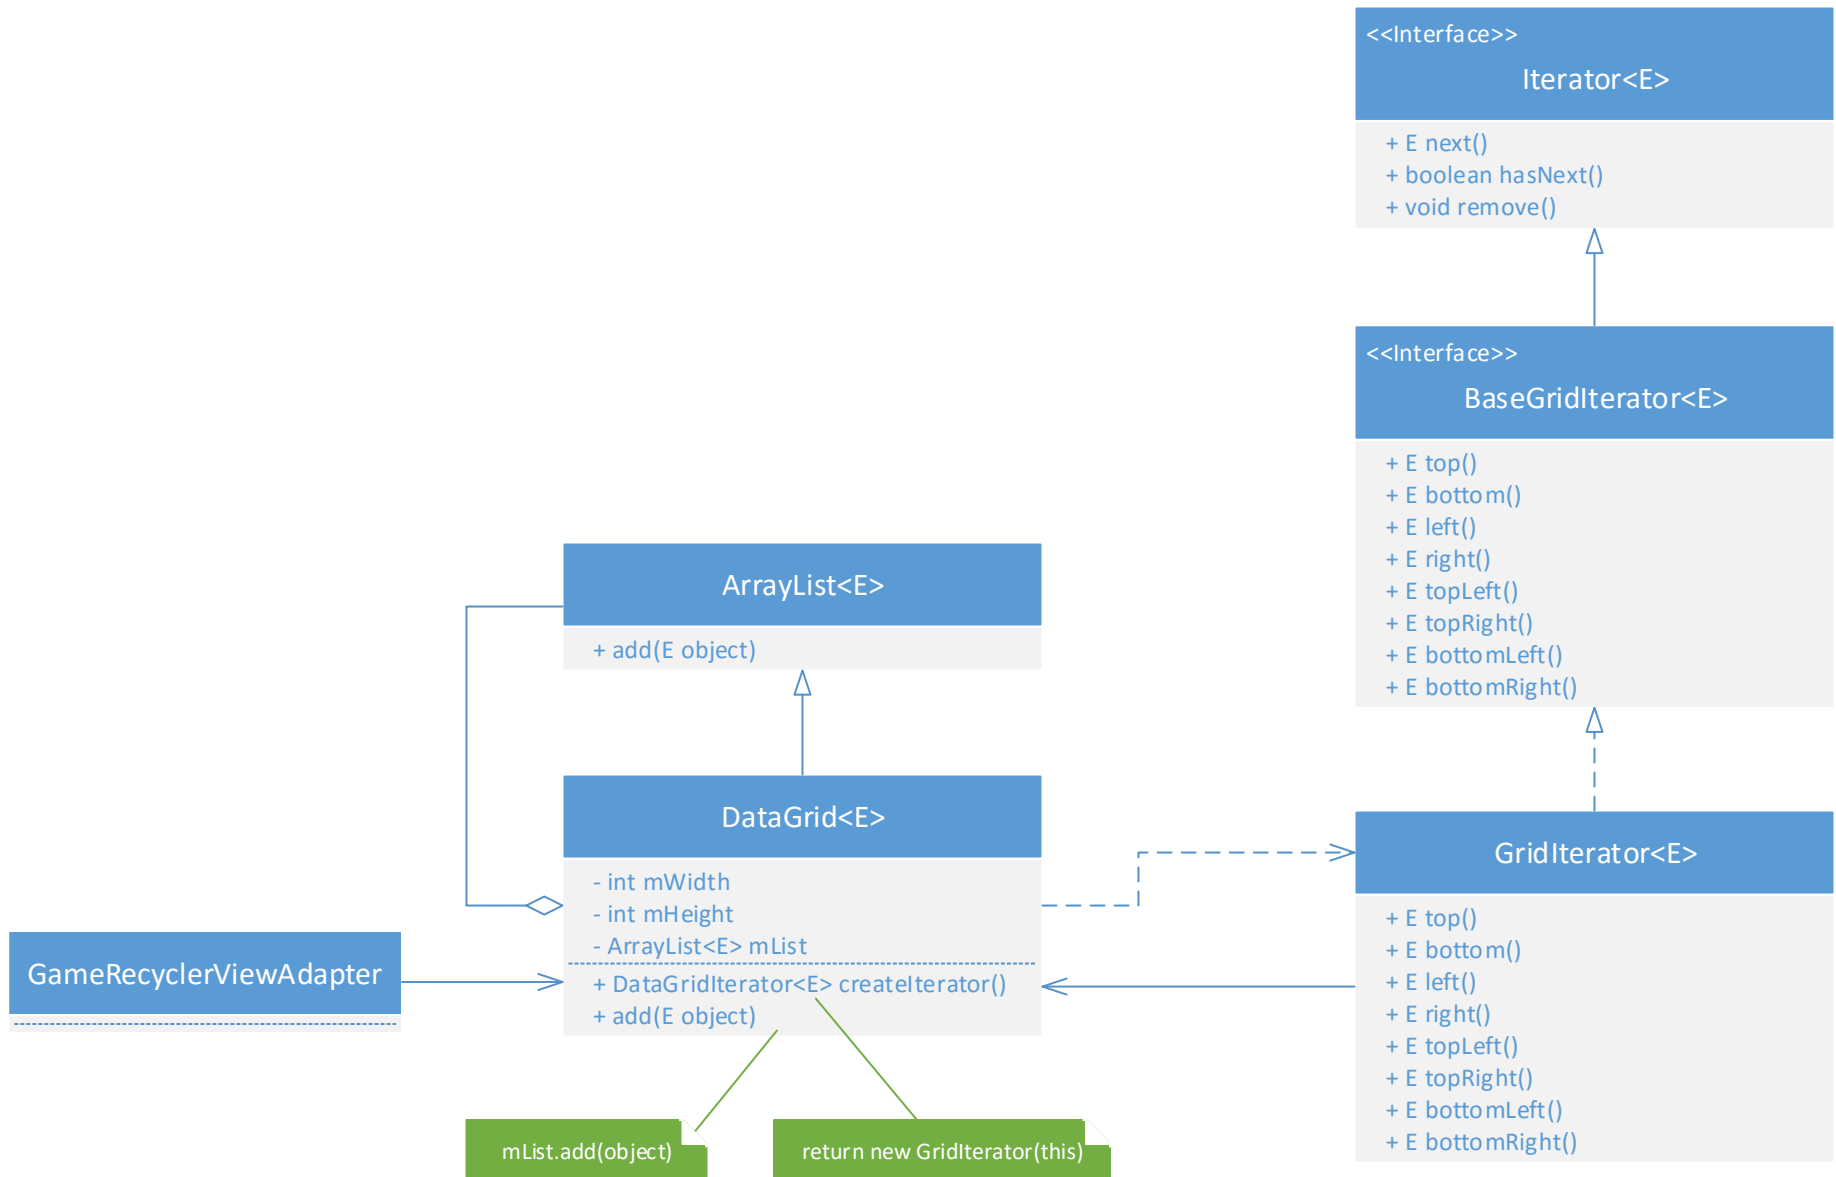 <<Interface>>
Iterator<E>
+ E next()
+ boolean hasNext()
+ void remove()
<<Interface>>
BaseGridIterator<E>
+ E top()
+ E bottom()
+ E left()
+ E right()
+ E topLeft()
+ E topRight()
+ E bottomLeft()
+ E bottomRight()
ArrayList<E>
+ add(E object)
DataGrid<E>
- int mWidth
- int mHeight
- ArrayList<E> mList
+ DataGridIterator<E> createIterator()
+ add(E object)
GameRecyclerViewAdapter
GridIterator<E>
+ E top()
+ E bottom()
+ E left()
+ E right()
+ E topLeft()
+ E topRight()
+ E bottomLeft()
+ E bottomRight()
mList.add(object)
return new GridIterator(this)